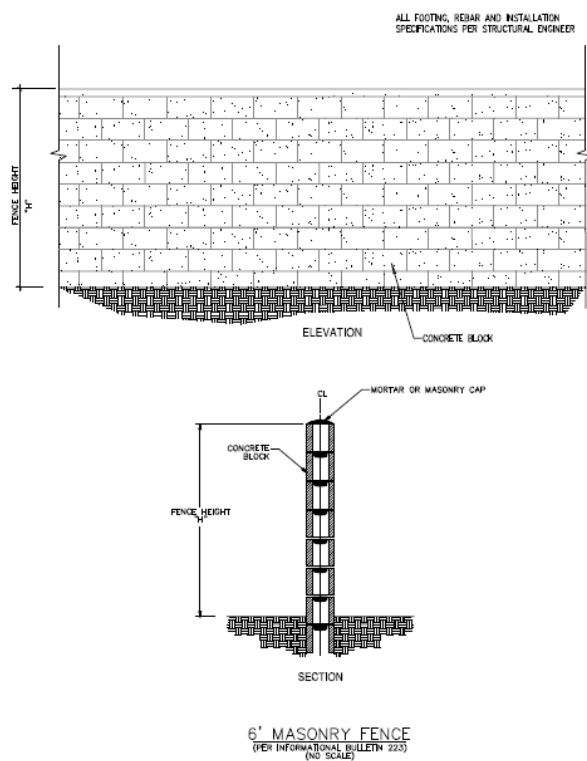 ALL FOOTING, REBAR AND INSTALLATION
SPECIFICATIONS PER STRUCTURAL ENGINEER
FENCE HEIGHT
"H"
ELEVATION
CONCRETE BLOCK
CL
MORTAR OR MASONRY CAP
CONCRETE
BLOCK
FENCE HEIGHT
"H"
SECTION
6' MASONRY FENCE
(PER INFORMATIONAL BULLETIN 223)
(NO SCALE)